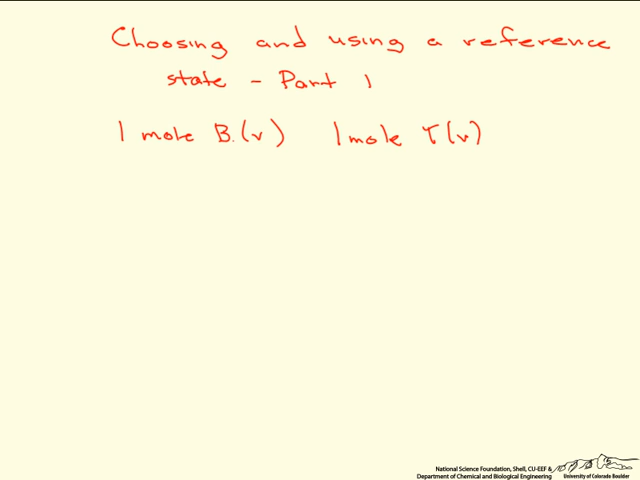 Choosing and using a reference
state - Part 1
1 mole B.(v) 1 mole T(v)
National Science Foundation, Shell, CU-EEF &
Department of Chemical and Biological Engineering
University of Colorado Boulder